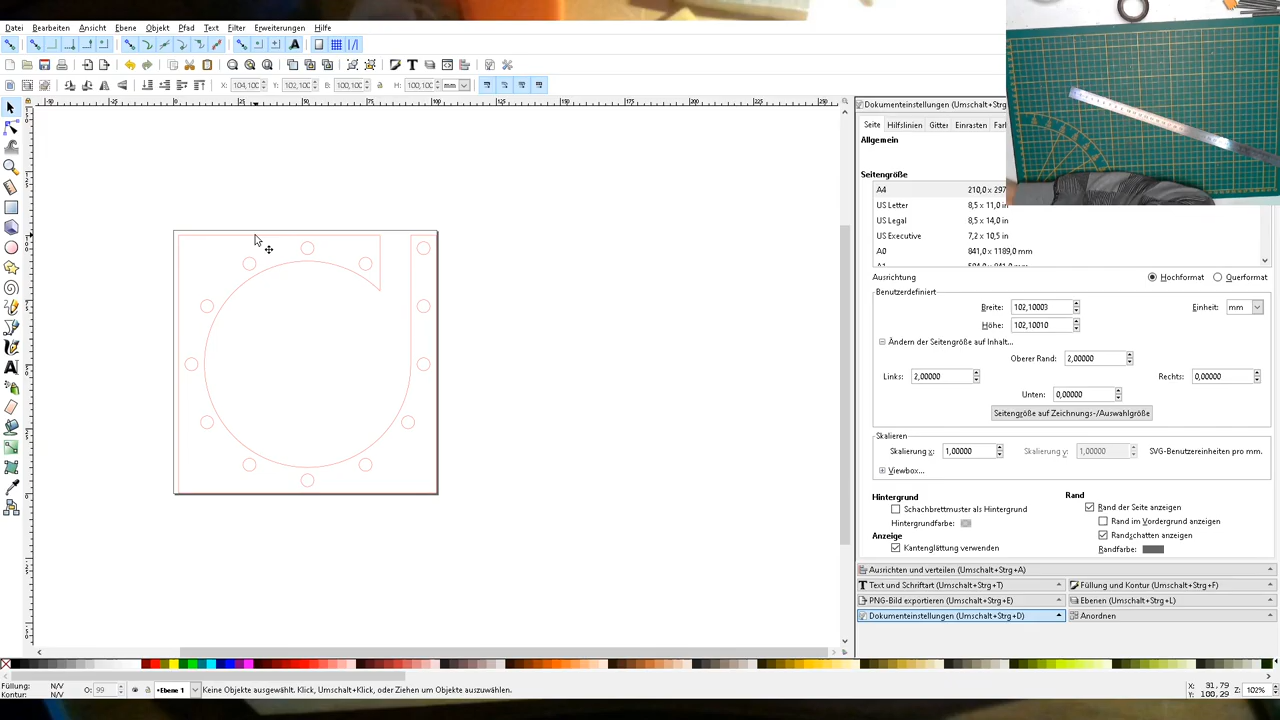 Datei Bearbeiten Ansicht Ebene Objekt Pfad Text Filter Erweiterungen Hilfe
X: 104,100 Y: 102,100 B: 100,100 H: 100,100 mm
Dokumenteinstellungen (Umschalt+Strg
Seite Hilfslinien Gitter Einrasten Far
Allgemein
Seitengröße
A4 210,0 x 297
US Letter 8,5 x 11,0 in
US Legal 8,5 x 14,0 in
US Executive 7,2 x 10,5 in
A0 841,0 x 1189,0 mm
A1 594,0 x 841,0 mm
Ausrichtung Hochformat Querformat
Benutzerdefiniert
Breite: 102,10003 Einheit: mm
Höhe: 102,10010
Ändern der Seitengröße auf Inhalt...
Oberer Rand: 2,00000
Links: 2,00000 Rechts: 0,00000
Unten: 0,00000
Seitengröße auf Zeichnungs-/Auswahlgröße
Skalieren
Skalierung x: 1,00000 Skalierung y: 1,00000 SVG-Benutzereinheiten pro mm.
Viewbox...
Hintergrund
Schachbrettmuster als Hintergrund
Hintergrundfarbe:
Anzeige
Kantenglättung verwenden
Rand
Rand der Seite anzeigen
Rand im Vordergrund anzeigen
Randschatten anzeigen
Randfarbe:
Ausrichten und verteilen (Umschalt+Strg+A)
Text und Schriftart (Umschalt+Strg+T) Füllung und Kontur (Umschalt+Strg+F)
PNG-Bild exportieren (Umschalt+Strg+E) Ebenen (Umschalt+Strg+L)
Dokumenteinstellungen (Umschalt+Strg+D) Anordnen
Füllung: N/V
Kontur: N/V
O: 99
Ebene 1
Keine Objekte ausgewählt. Klick, Umschalt+Klick, oder Ziehen um Objekte auszuwählen.
X: 31,79
Y: 100,29
Z: 102%